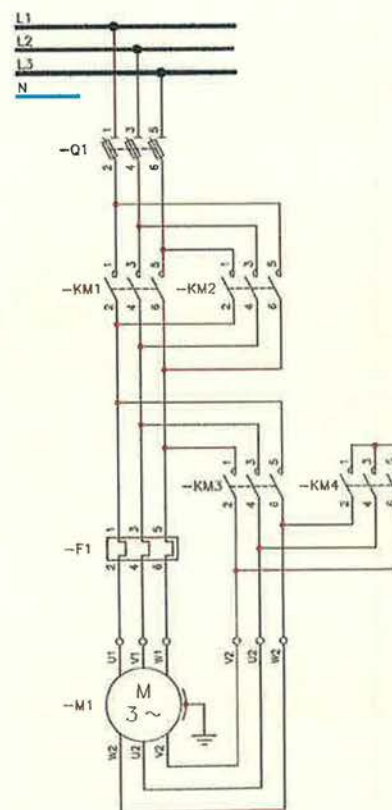 L1
L2
L3
N
-Q1
1 3 5
2 4 6
-KM1
1 3 5
2 4 6
-KM2
1 3 5
2 4 6
-KM3
1 3 5
2 4 6
-KM4
1 3 5
2 4 6
-F1
1 3 5
2 4 6
U1 V1 W1
V2 U2 W2
-M1
M
3 ~
W2 U2 V2